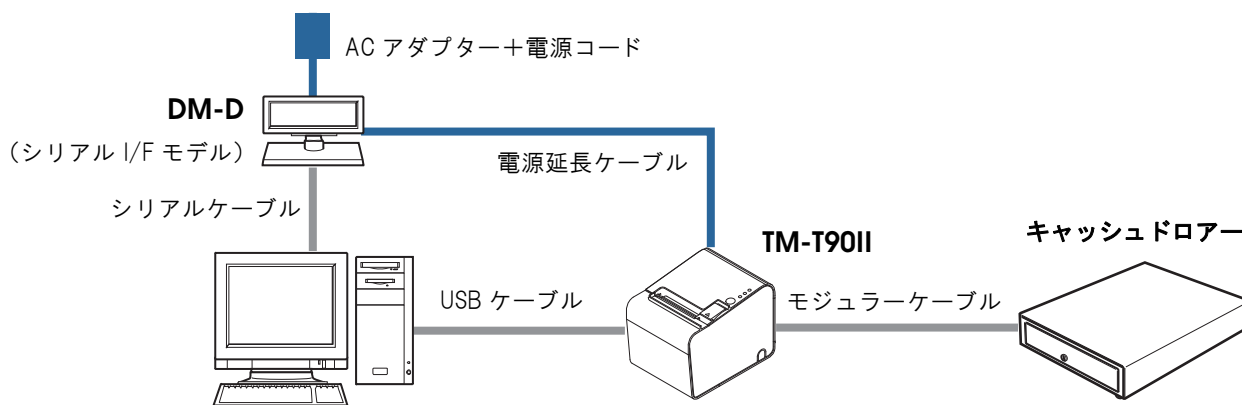 AC アダプター＋電源コード
DM-D
（シリアル I/F モデル）
電源延長ケーブル
シリアルケーブル
TM-T90II
キャッシュドロアー
USB ケーブル
モジュラーケーブル